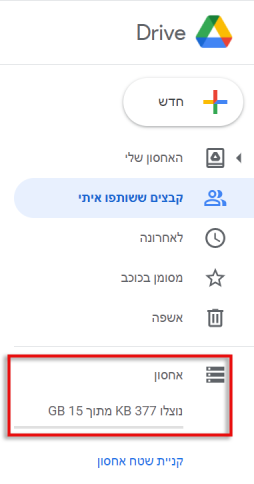 Drive
חדש
האחסון שלי
קבצים ששותפו איתי
לאחרונה
מסומן בכוכב
אשפה
אחסון
נוצלו 377 KB מתוך 15 GB
קניית שטח אחסון